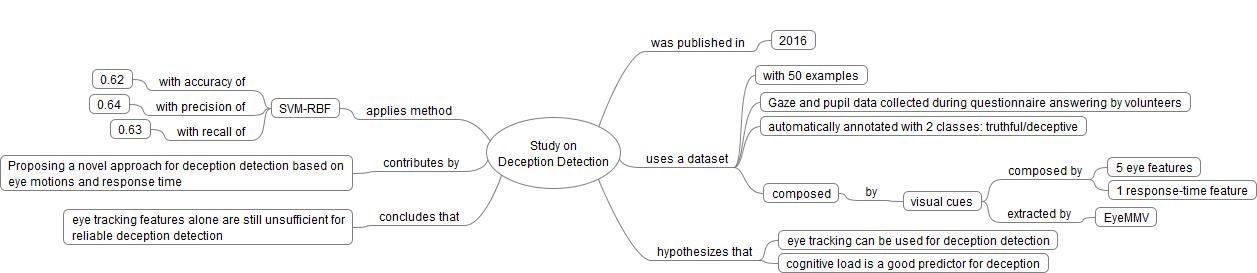 was published in
2016
0.62
with accuracy of
0.64
with precision of
SVM-RBF
applies method
0.63
with recall of
with 50 examples
Gaze and pupil data collected during questionnaire answering by volunteers
automatically annotated with 2 classes: truthful/deceptive
Study on
Deception Detection
uses a dataset
contributes by
Proposing a novel approach for deception detection based on
eye motions and response time
composed
by
visual cues
composed by
5 eye features
1 response-time feature
extracted by
EyeMMV
concludes that
eye tracking features alone are still unsufficient for
reliable deception detection
hypothesizes that
eye tracking can be used for deception detection
cognitive load is a good predictor for deception